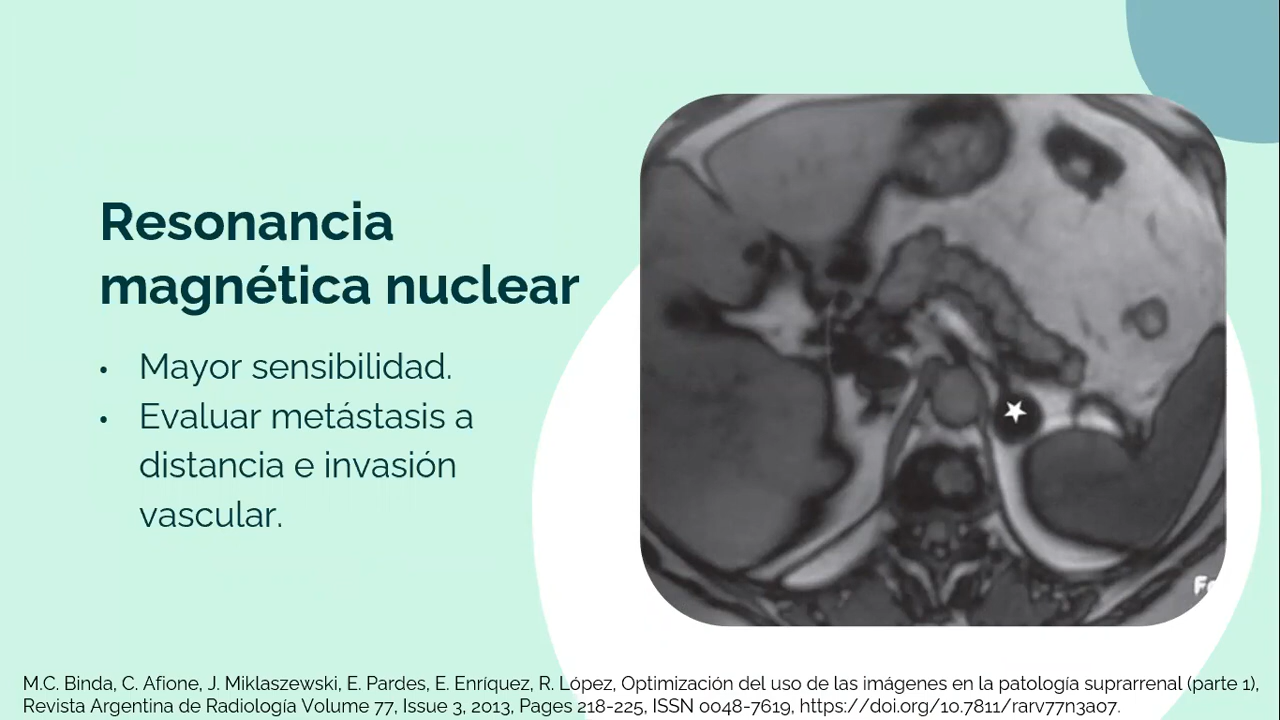 Resonancia
magnética nuclear
• Mayor sensibilidad.
• Evaluar metástasis a
distancia e invasión
vascular.
M.C. Binda, C. Afione, J. Miklaszewski, E. Pardes, E. Enríquez, R. López, Optimización del uso de las imágenes en la patología suprarrenal (parte 1),
Revista Argentina de Radiología Volume 77, Issue 3, 2013, Pages 218-225, ISSN 0048-7619, https://doi.org/10.7811/rarv77n3a07.